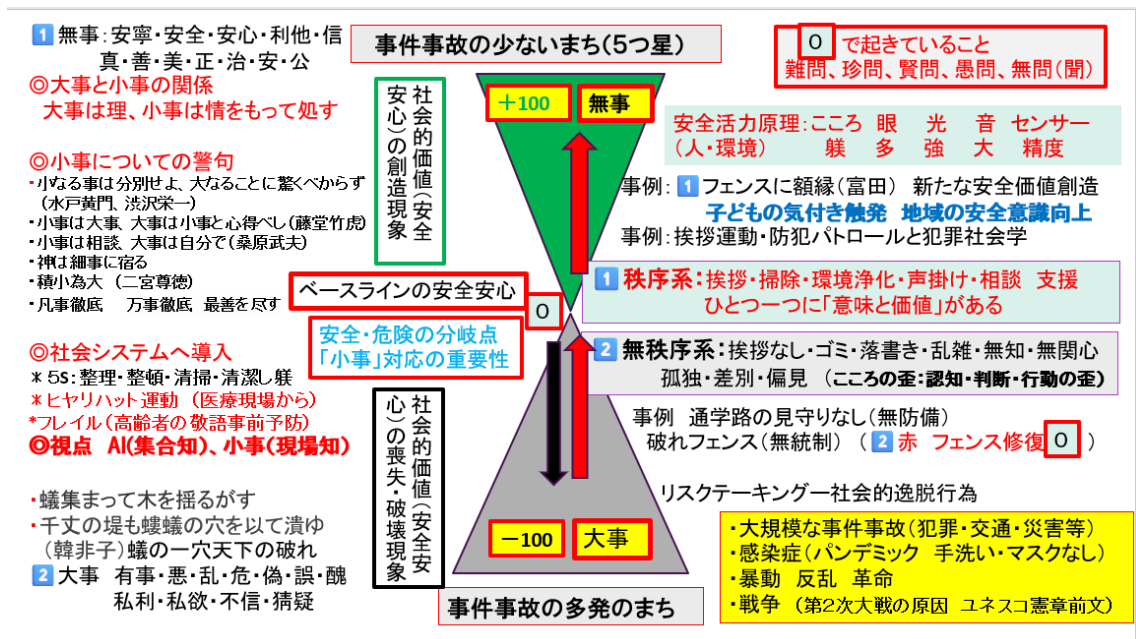 1 無事:安寧・安全・安心・利他・信
真・善・美・正・治・安・公
◎大事と小事の関係
大事は理、小事は情をもって処す
◎小事についての警句
・小なる事は分別せよ、大なることに驚くべからず
(水戸黄門、渋沢栄一)
・小事は大事、大事は小事と心得べし(藤堂竹虎)
・小事は相談、大事は自分で(桑原武夫)
・神は細事に宿る
・積小為大 (二宮尊徳)
・凡事徹底 万事徹底 最善を尽す
◎社会システムへ導入
*5S:整理・整頓・清掃・清潔し躾
*ヒヤリハット運動 (医療現場から)
*フレイル(高齢者の敬語事前予防)
◎視点 AI(集合知)、小事(現場知)
・蟻集まって木を揺るがす
・千丈の堤も螻蟻の穴を以て潰ゆ
(韓非子)蟻の一穴天下の破れ
2 大事 有事・悪・乱・危・偽・誤・醜
私利・私欲・不信・猜疑
事件事故の少ないまち(5つ星)
社会的価値(安全
安心)の創造現象
+100
無事
ベースラインの安全安心
0
安全・危険の分岐点
「小事」対応の重要性
社会的価値(安全安
心)の喪失・破壊現象
-100
大事
事件事故の多発のまち
0 で起きていること
難問、珍問、賢問、愚問、無問(聞)
安全活力原理:こころ 眼 光 音 センサー
(人・環境) 躾 多 強 大 精度
事例: 1 フェンスに額縁(富田) 新たな安全価値創造
子どもの気付き触発 地域の安全意識向上
事例:挨拶運動・防犯パトロールと犯罪社会学
1 秩序系:挨拶・掃除・環境浄化・声掛け・相談 支援
ひとつ一つに「意味と価値」がある
2 無秩序系:挨拶なし・ゴミ・落書き・乱雑・無知・無関心
孤独・差別・偏見 (こころの歪:認知・判断・行動の歪)
事例 通学路の見守りなし(無防備)
破れフェンス(無統制) ( 2 赤 フェンス修復 0 )
リスクテーキングー社会的逸脱行為
・大規模な事件事故(犯罪・交通・災害等)
・感染症(パンデミック 手洗い・マスクなし)
・暴動 反乱 革命
・戦争 (第2次大戦の原因 ユネスコ憲章前文)